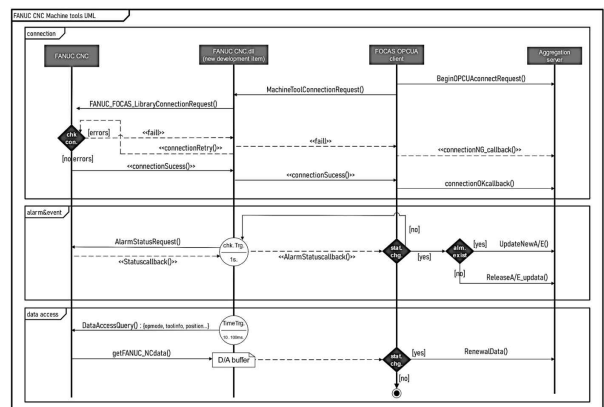 FANUC CNC Machine tools UML
connection
FANUC CNC
FANUC CNC.dll
(new development item)
FOCAS OPCUA
client
Aggregation
server
BeginOPCUAconnectRequest()
MachineToolConnectionRequest()
FANUC_FOCAS_LibraryConnectionRequest()
chk
con.
[errors]
<<faill>>
<<faill>>
<<connectionRetry()>>
<<connectionNG_callback()>>
[no errors]
<<connectionSucess()>>
<<connectionSucess()>>
connectionOKcallback()
alarm&event
[no]
AlarmStatusRequest()
chk.Trg.
1s.
<<Statuscallback()>>
<<AlarmStatuscallback()>>
stat.
chg.
[yes]
alm.
exist
[yes]
UpdateNewA/E()
[no]
ReleaseA/E_updata()
data access
DataAccessQuery() : (opmode, toolinfo, position...)
TimeTrg.
10..100ms
getFANUC_NCdata()
D/A buffer
stat.
chg.
[yes]
RenewalData()
[no]